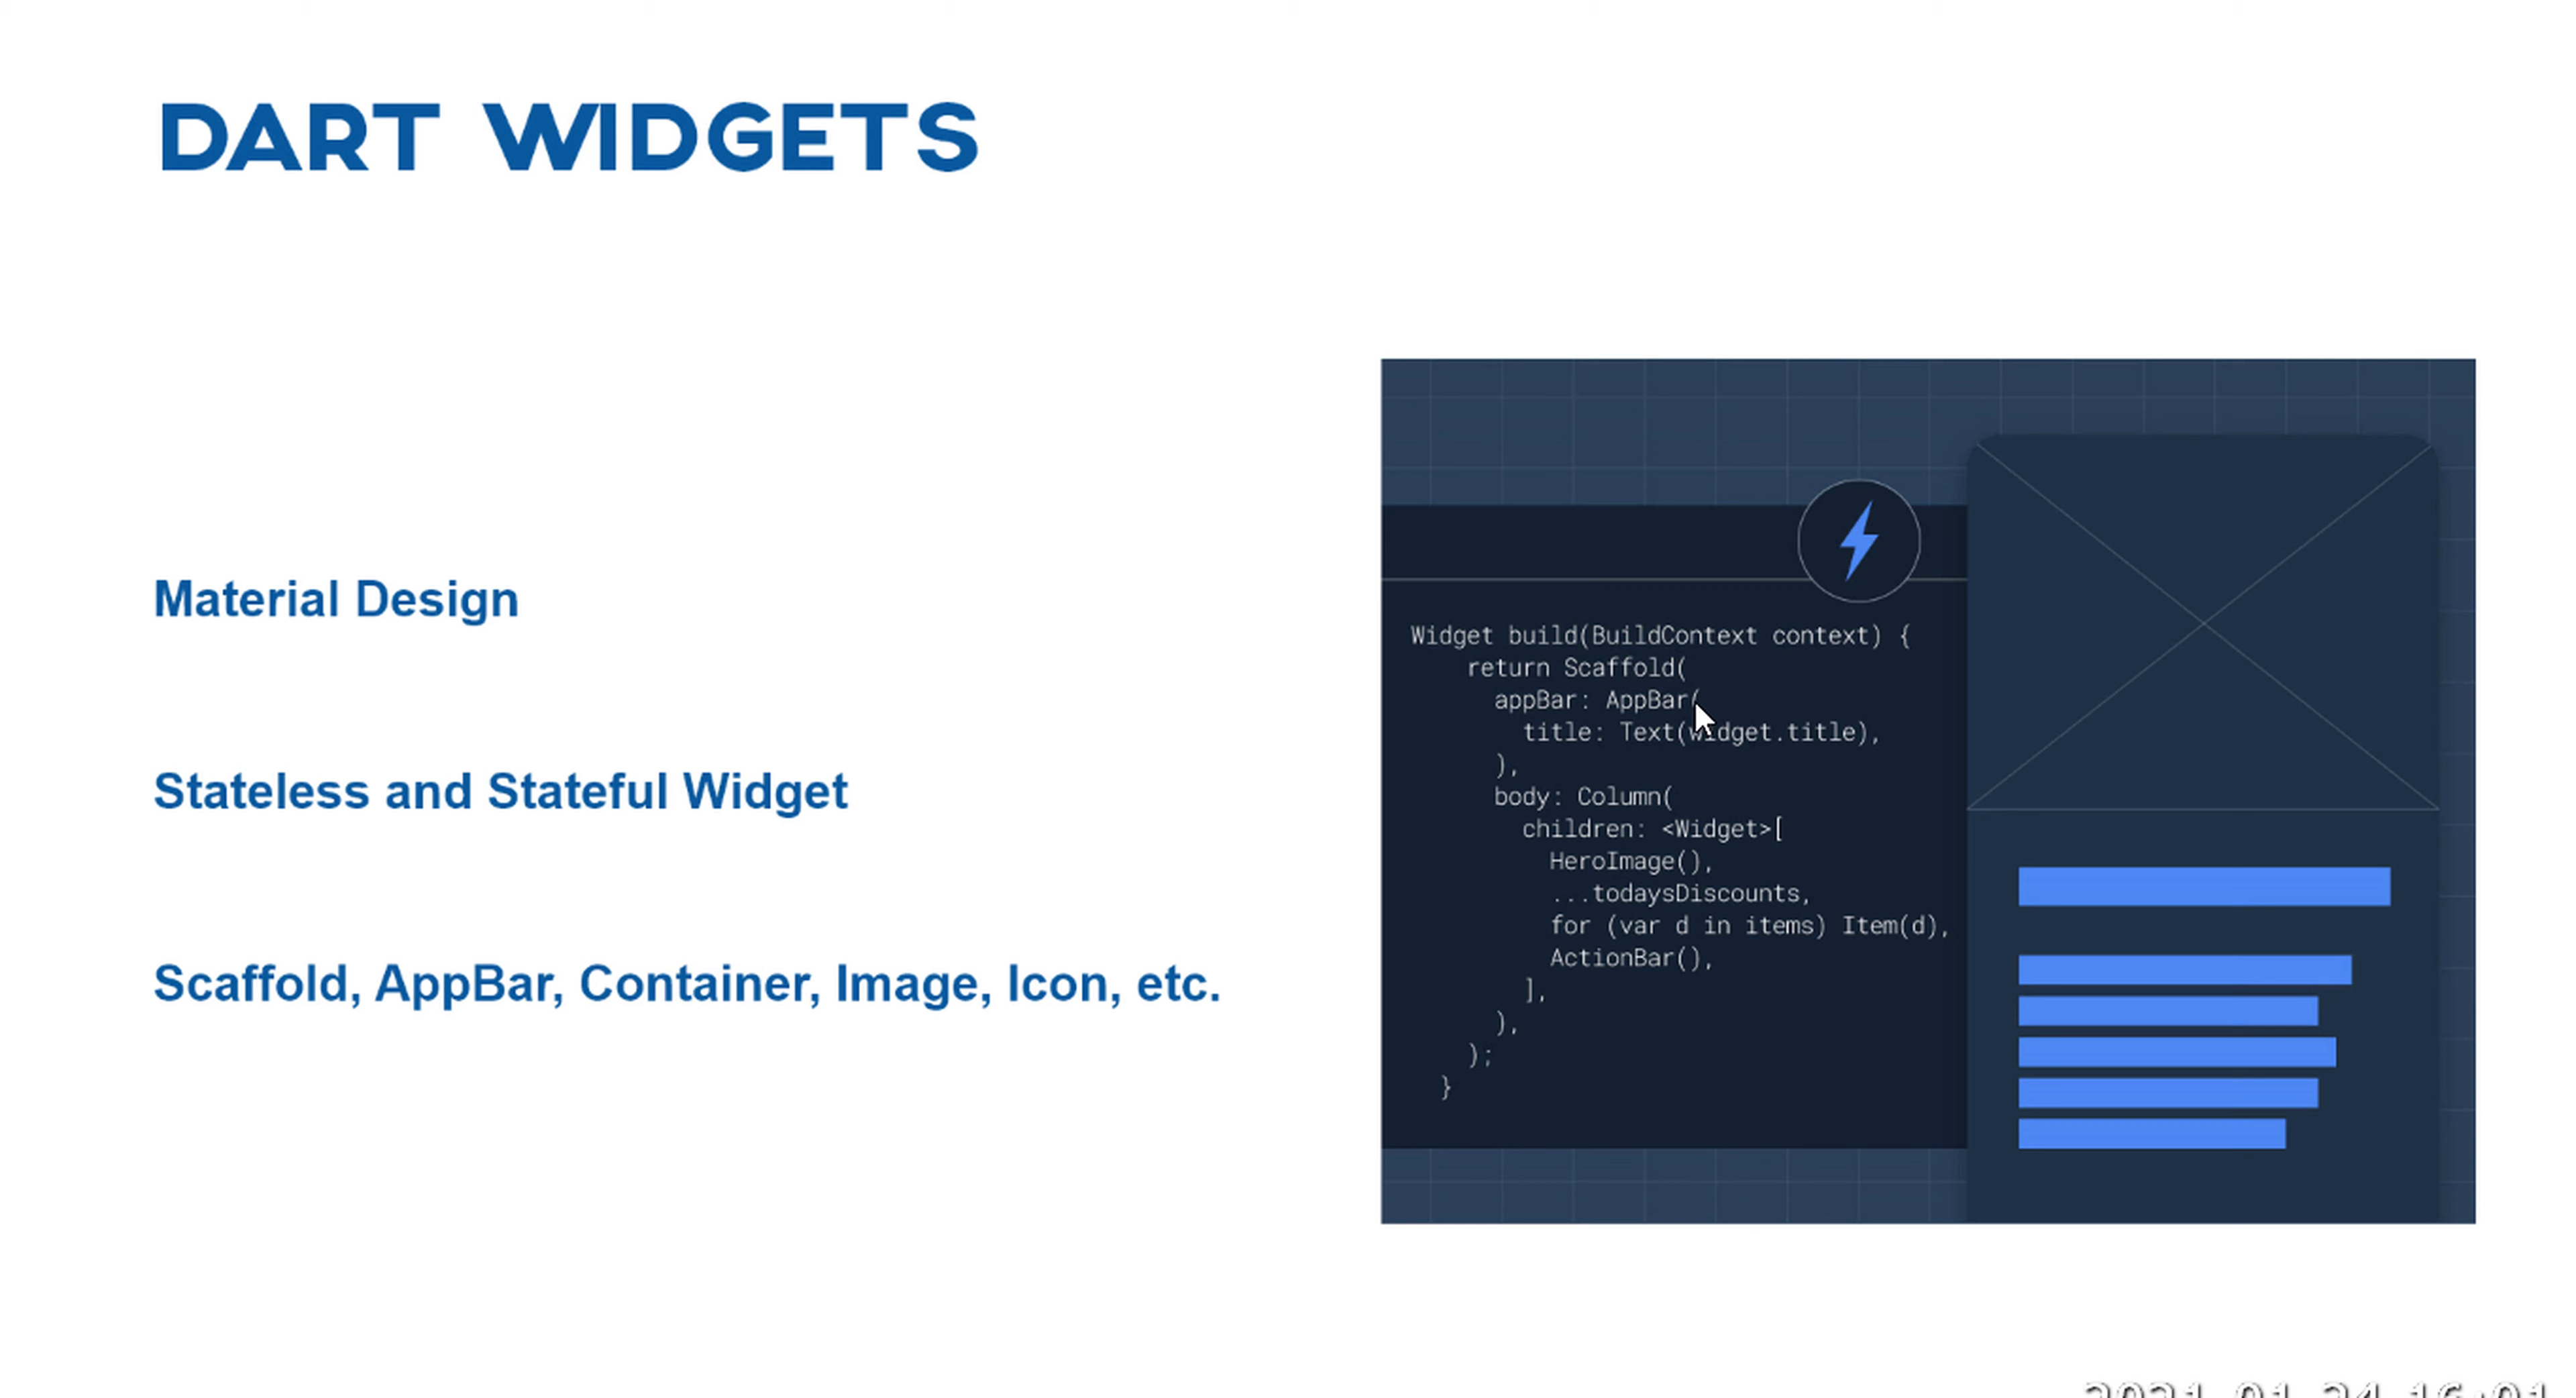 DART WIDGETS
Material Design
Stateless and Stateful Widget
Scaffold, AppBar, Container, Image, Icon, etc.
Widget build(BuildContext context) {
return Scaffold(
appBar: AppBar(
title: Text(widget.title),
),
body: Column(
children: <Widget>[
HeroImage(),
...todaysDiscounts,
for (var d in items) Item(d),
ActionBar(),
],
),
);
}